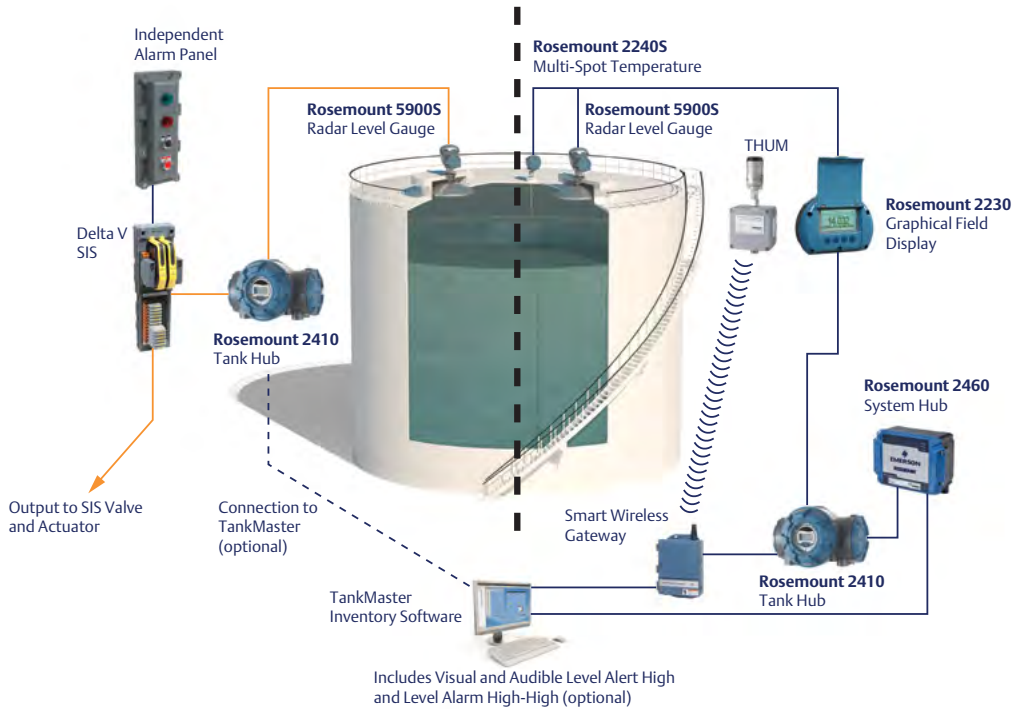 Independent
Alarm Panel
Rosemount 2240S
Multi-Spot Temperature
Rosemount 5900S
Radar Level Gauge
Rosemount 5900S
Radar Level Gauge
THUM
Rosemount 2230
Graphical Field
Display
14.032
Delta V
SIS
Rosemount 2410
Tank Hub
Rosemount 2460
System Hub
EMERSON
Output to SIS Valve
and Actuator
Connection to
TankMaster
(optional)
Smart Wireless
Gateway
Rosemount 2410
Tank Hub
TankMaster
Inventory Software
Includes Visual and Audible Level Alert High
and Level Alarm High-High (optional)